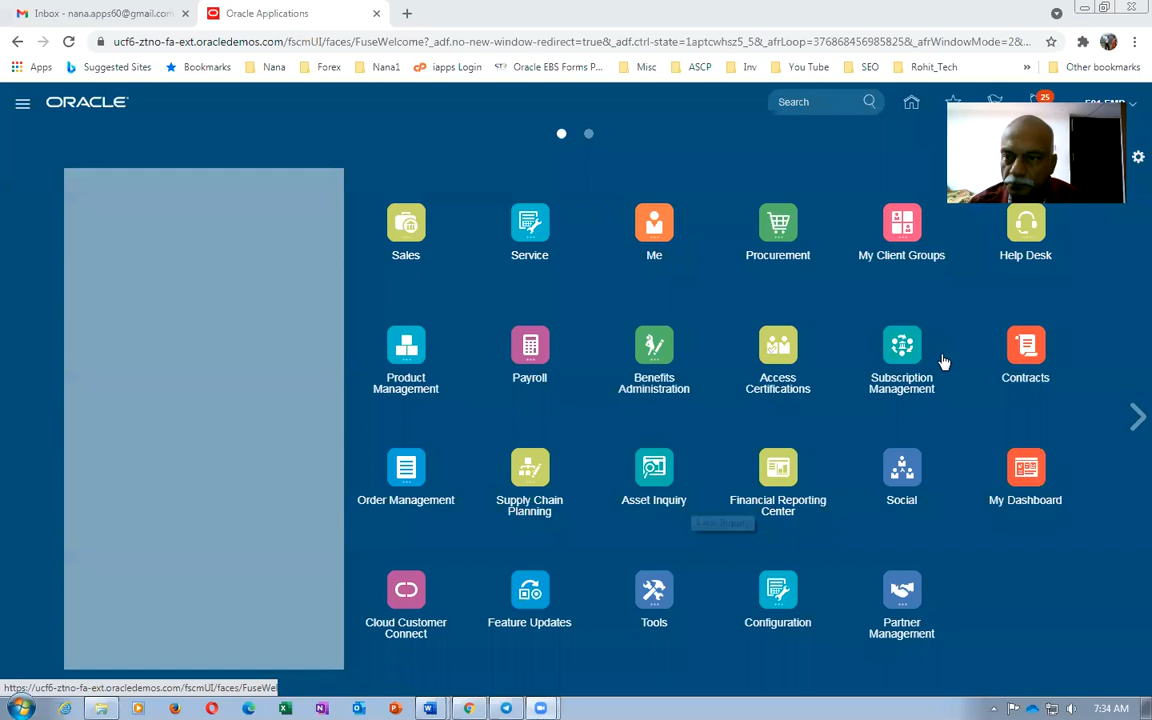 Inbox - nana.apps60@gmail.com
Oracle Applications
ucf6-ztno-fa-ext.oracledemos.com/fscmUI/faces/FuseWelcome?_adf.no-new-window-redirect=true&_adf.ctrl-state=1aptcwhsz5_5&_afrLoop=376868456985825&_afrWindowMode=2&...
Apps Suggested Sites Bookmarks Nana Forex Nana1 iapps Login Oracle EBS Forms P... Misc ASCP Inv You Tube SEO Rohit_Tech » Other bookmarks
ORACLE
Search
25
Sales Service Me Procurement My Client Groups Help Desk
Product Management Payroll Benefits Administration Access Certifications Subscription Management Contracts
Order Management Supply Chain Planning Asset Inquiry Financial Reporting Center Social My Dashboard
Cloud Customer Connect Feature Updates Tools Configuration Partner Management
https://ucf6-ztno-fa-ext.oracledemos.com/fscmUI/faces/FuseWel
7:34 AM